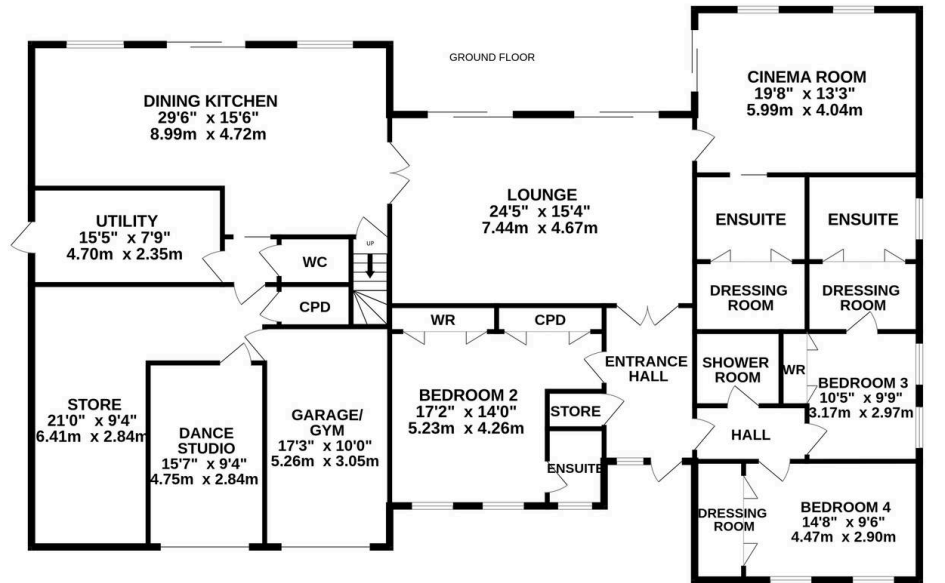 GROUND FLOOR
CINEMA ROOM
19'8" x 13'3"
5.99m x 4.04m
DINING KITCHEN
29'6" x 15'6"
8.99m x 4.72m
LOUNGE
24'5" x 15'4"
7.44m x 4.67m
UTILITY
15'5" x 7'9"
4.70m x 2.35m
ENSUITE
ENSUITE
UP
WC
CPD
DRESSING
ROOM
DRESSING
ROOM
WR
CPD
ENTRANCE
HALL
SHOWER
ROOM
WR
BEDROOM 3
10'5" x 9'9"
3.17m x 2.97m
BEDROOM 2
17'2" x 14'0"
5.23m x 4.26m
STORE
STORE
21'0" x 9'4"
6.41m x 2.84m
DANCE
STUDIO
15'7" x 9'4"
4.75m x 2.84m
GARAGE/
GYM
17'3" x 10'0"
5.26m x 3.05m
HALL
ENSUITE
DRESSING
ROOM
BEDROOM 4
14'8" x 9'6"
4.47m x 2.90m